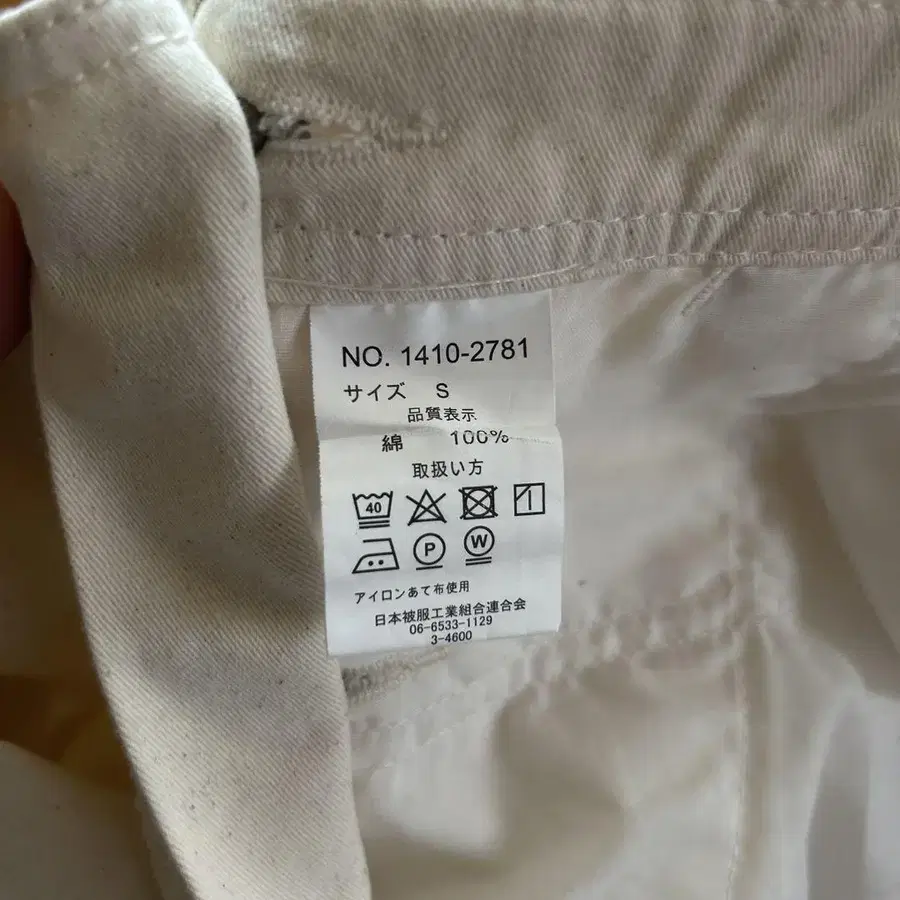 NO. 1410-2781
サイズ S
品質表示
綿 100%
取扱い方
40
P W
アイロンあて布使用
日本被服工業組合連合会
06-6533-1129
3-4600